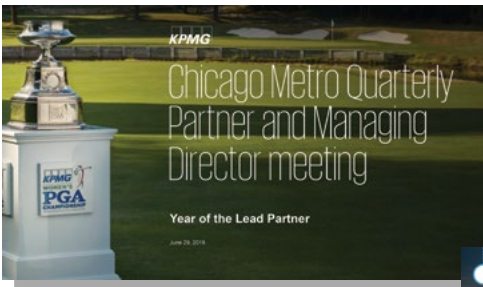 KPMG
Chicago Metro Quarterly
Partner and Managing
Director meeting
Year of the Lead Partner
KPMG
WOMEN'S
PGA
CHAMPIONSHIP